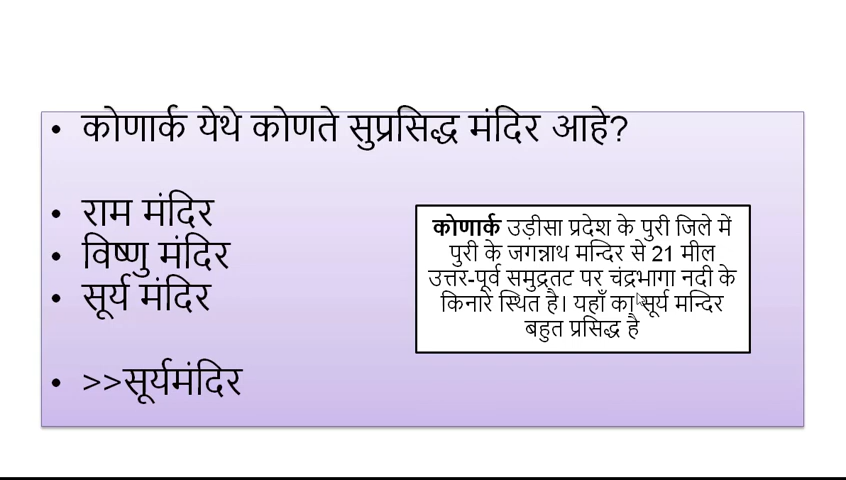 • कोणार्क येथे कोणते सुप्रसिद्ध मंदिर आहे?
• राम मंदिर
• विष्णु मंदिर
• सूर्य मंदिर
• >>सूर्यमंदिर
कोणार्क उड़ीसा प्रदेश के पुरी जिले में
पुरी के जगन्नाथ मन्दिर से 21 मील
उत्तर-पूर्व समुद्रतट पर चंद्रभागा नदी के
किनारे स्थित है। यहाँ का सूर्य मन्दिर
बहुत प्रसिद्ध है